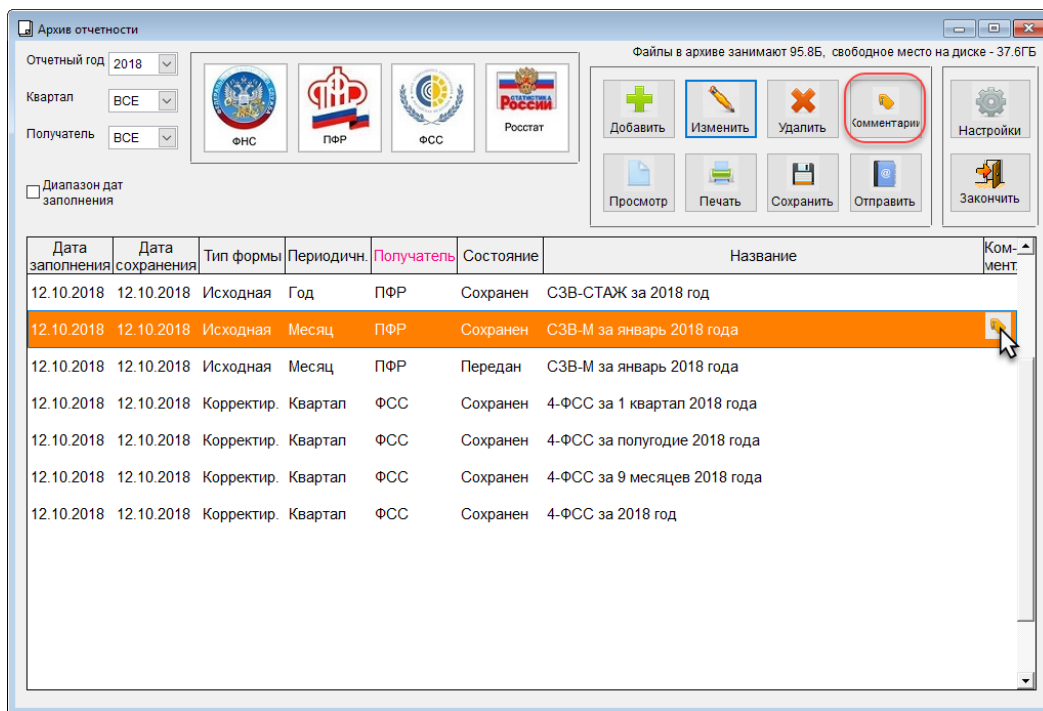 Архив отчетности
Файлы в архиве занимают 95.8Б, свободное место на диске - 37.6ГБ
Отчетный год 2018
Квартал ВСЕ
Получатель ВСЕ
Диапазон дат
заполнения
ФНС ПФР ФСС Росстат
СТАТИСТИКА
РОССИИ
Добавить Изменить Удалить Комментарии Настройки
Просмотр Печать Сохранить Отправить Закончить
Дата заполнения Дата сохранения Тип формы Периодичн. Получатель Состояние Название Ком-мент.
12.10.2018 12.10.2018 Исходная Год ПФР Сохранен СЗВ-СТАЖ за 2018 год
12.10.2018 12.10.2018 Исходная Месяц ПФР Сохранен СЗВ-М за январь 2018 года
12.10.2018 12.10.2018 Исходная Месяц ПФР Передан СЗВ-М за январь 2018 года
12.10.2018 12.10.2018 Корректир. Квартал ФСС Сохранен 4-ФСС за 1 квартал 2018 года
12.10.2018 12.10.2018 Корректир. Квартал ФСС Сохранен 4-ФСС за полугодие 2018 года
12.10.2018 12.10.2018 Корректир. Квартал ФСС Сохранен 4-ФСС за 9 месяцев 2018 года
12.10.2018 12.10.2018 Корректир. Квартал ФСС Сохранен 4-ФСС за 2018 год